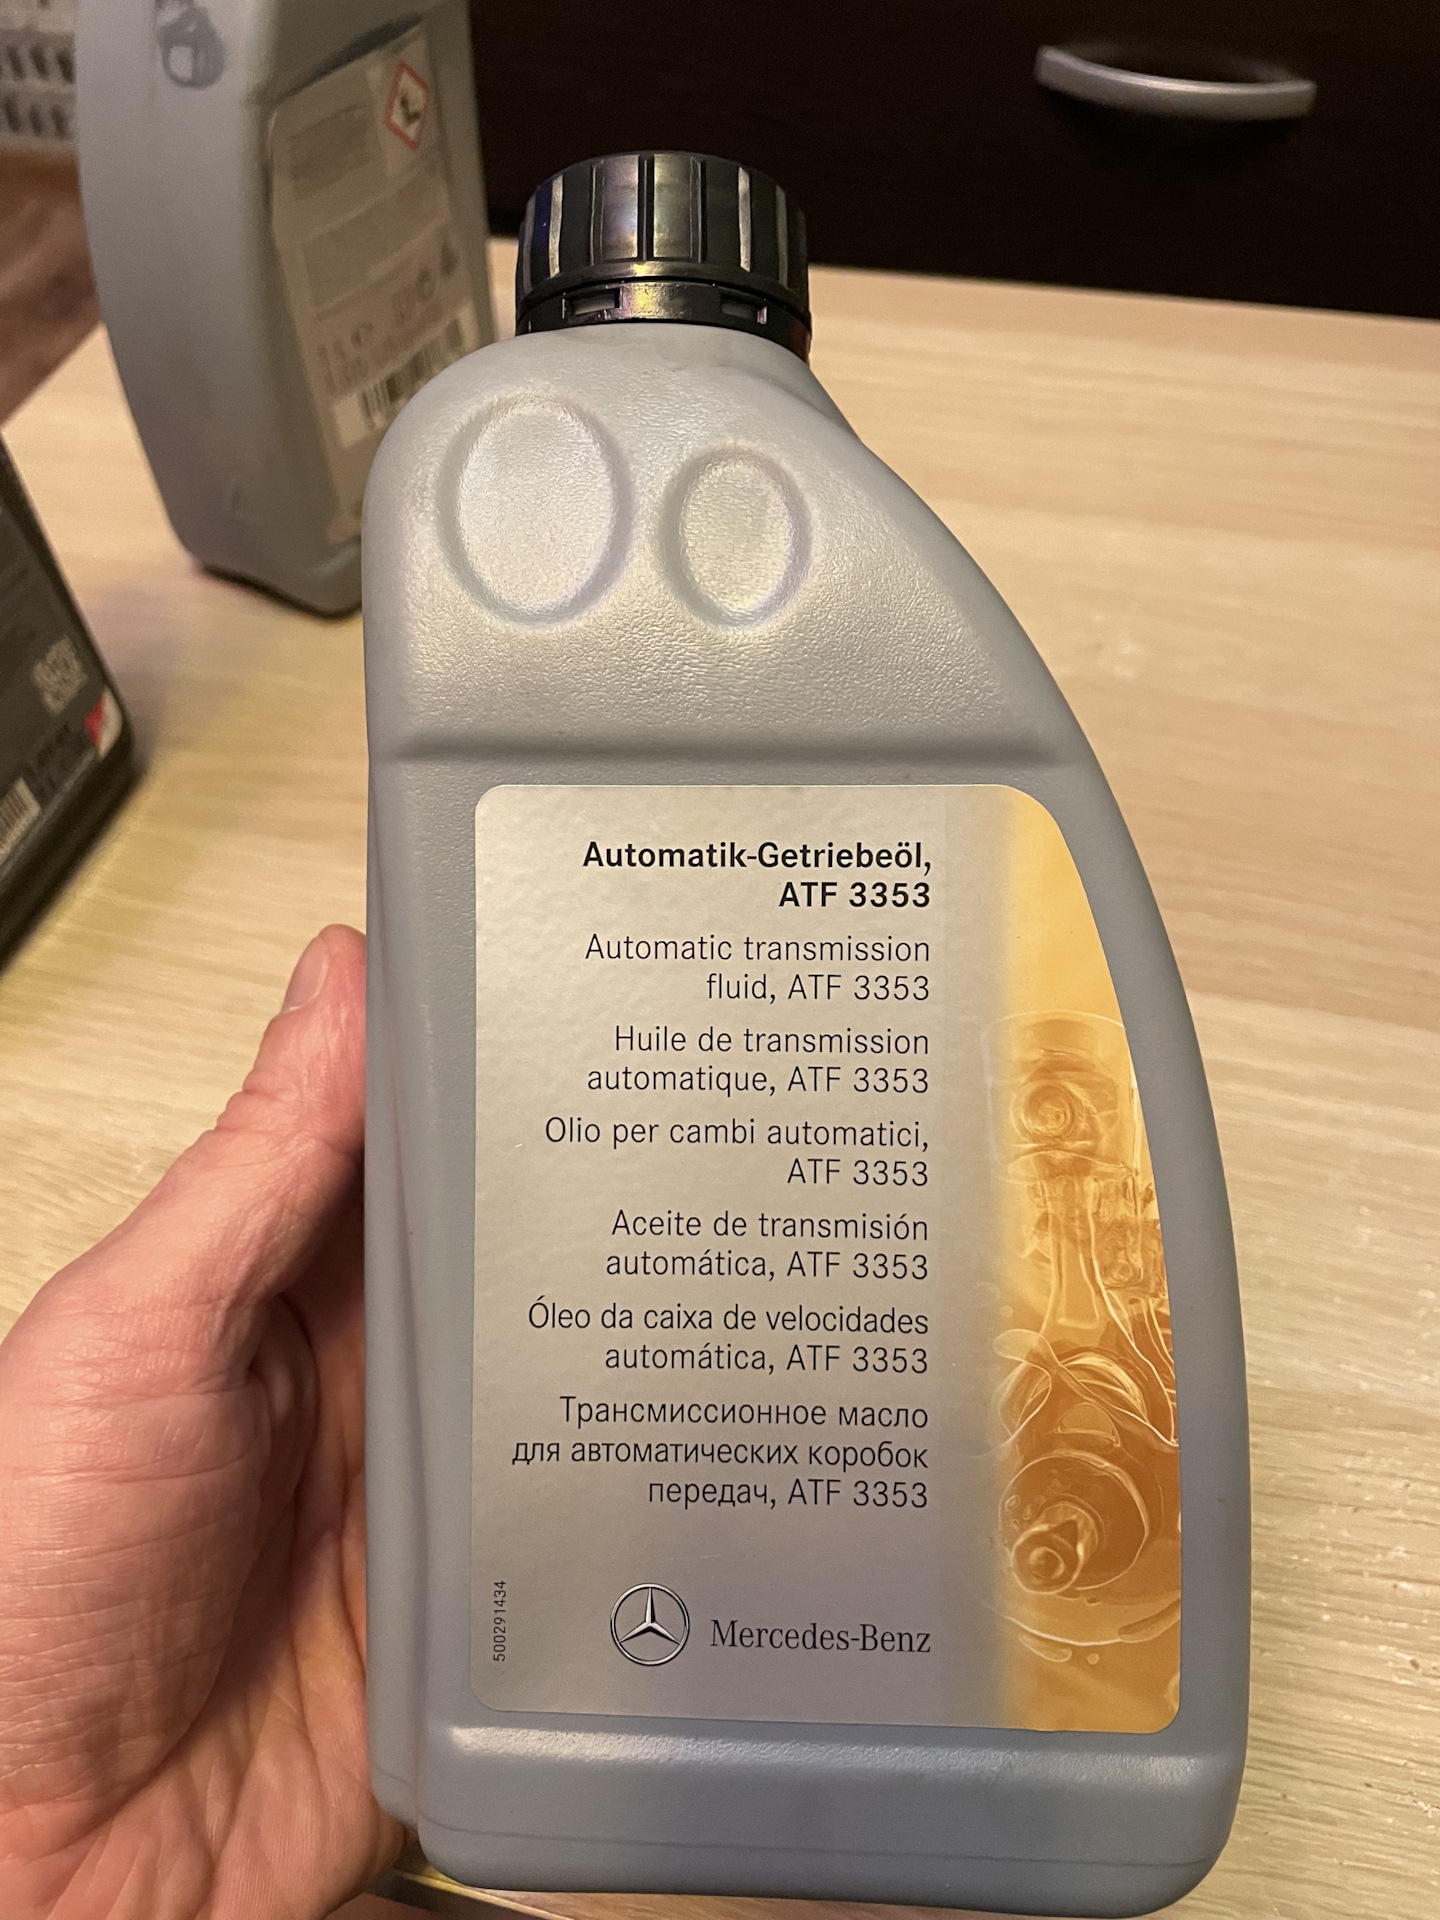 Automatik-Getriebeöl,
ATF 3353
Automatic transmission
fluid, ATF 3353
Huile de transmission
automatique, ATF 3353
Olio per cambi automatici,
ATF 3353
Aceite de transmisión
automática, ATF 3353
Óleo da caixa de velocidades
automática, ATF 3353
Трансмиссионное масло
для автоматических коробок
передач, ATF 3353
500291434
Mercedes-Benz